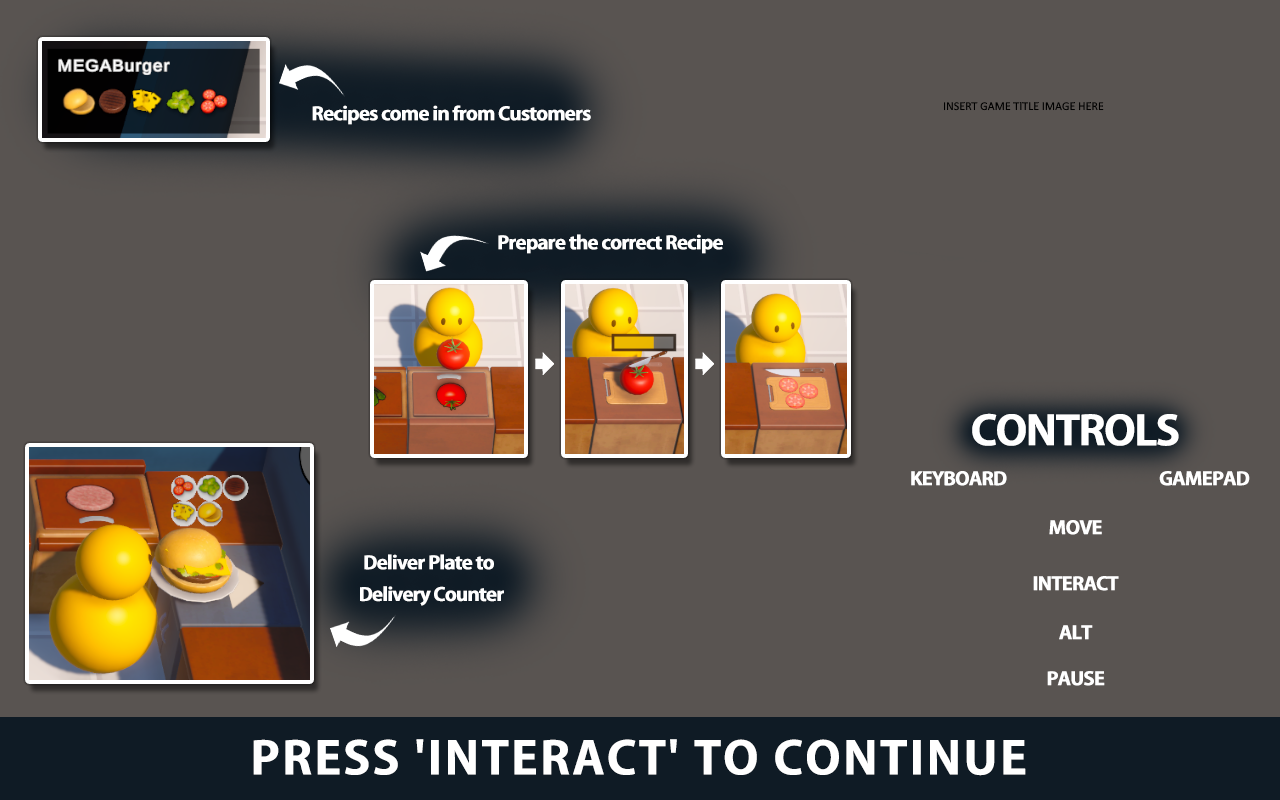 MEGABurger
Recipes come in from Customers
INSERT GAME TITLE IMAGE HERE
Prepare the correct Recipe
Deliver Plate to
Delivery Counter
CONTROLS
KEYBOARD
GAMEPAD
MOVE
INTERACT
ALT
PAUSE
PRESS 'INTERACT' TO CONTINUE